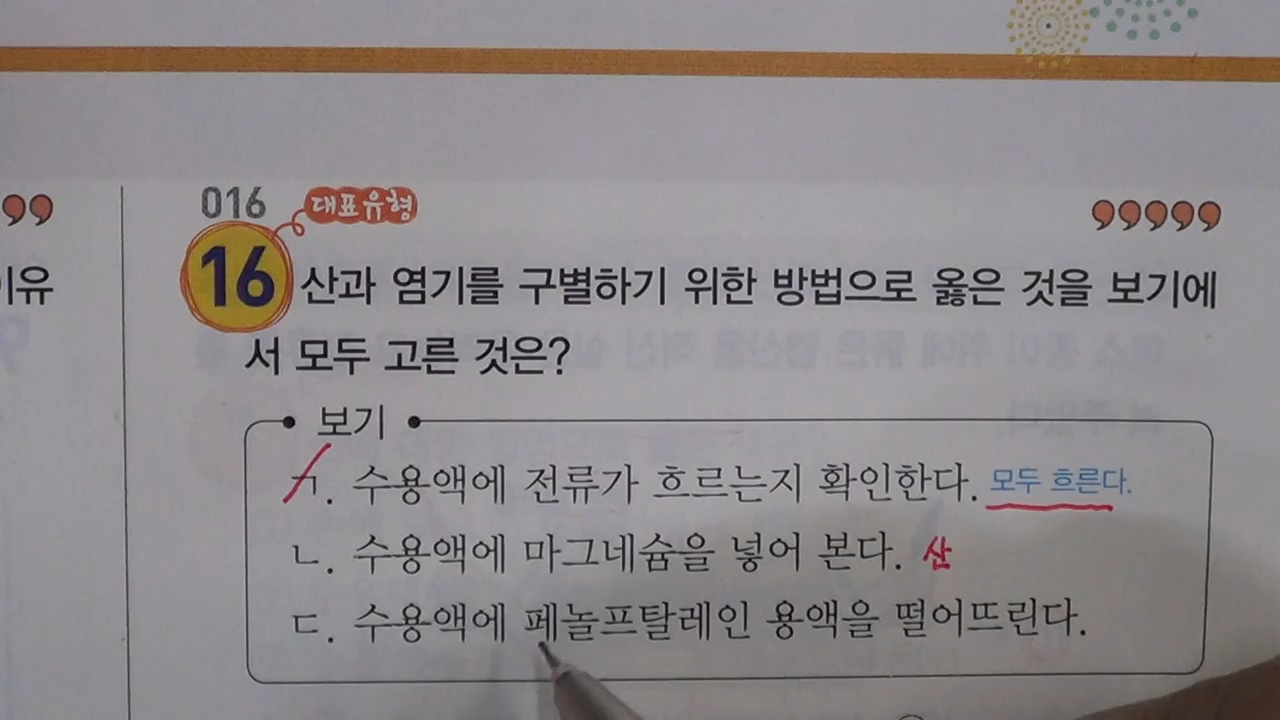 016 대표유형
이유
16 산과 염기를 구별하기 위한 방법으로 옳은 것을 보기에
서 모두 고른 것은?
보기
ㄱ. 수용액에 전류가 흐르는지 확인한다. 모두 흐른다.
ㄴ. 수용액에 마그네슘을 넣어 본다. 산
ㄷ. 수용액에 페놀프탈레인 용액을 떨어뜨린다.